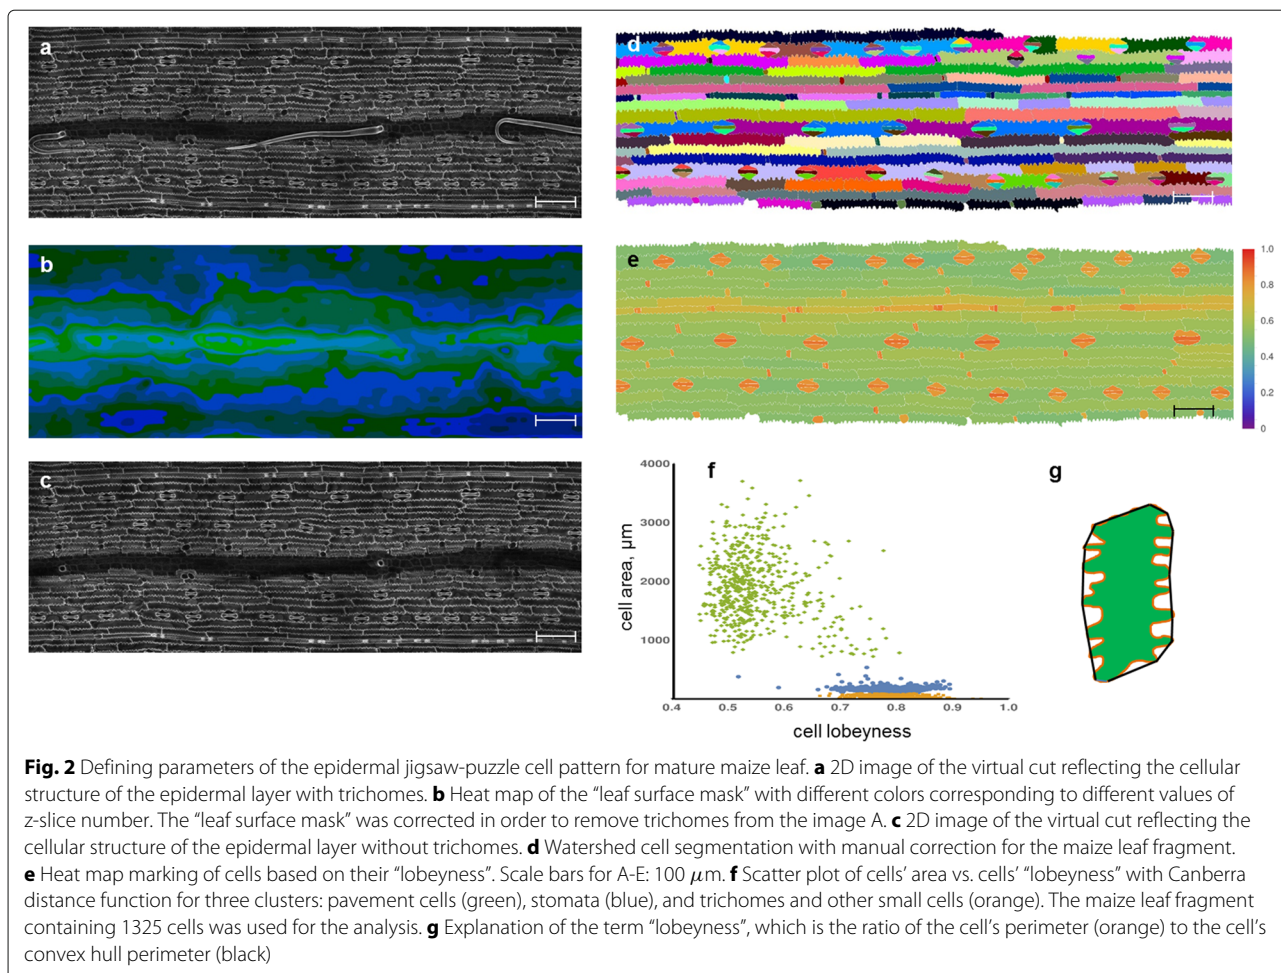 a
b
c
d
e
1.0
0.8
0.6
0.4
0.2
0
f
4000
3000
2000
1000
cell area, μm
0.4 0.5 0.6 0.7 0.8 0.9 1.0
cell lobeyness
g
Fig. 2 Defining parameters of the epidermal jigsaw-puzzle cell pattern for mature maize leaf. a 2D image of the virtual cut reflecting the cellular
structure of the epidermal layer with trichomes. b Heat map of the “leaf surface mask” with different colors corresponding to different values of
z-slice number. The “leaf surface mask” was corrected in order to remove trichomes from the image A. c 2D image of the virtual cut reflecting the
cellular structure of the epidermal layer without trichomes. d Watershed cell segmentation with manual correction for the maize leaf fragment.
e Heat map marking of cells based on their “lobeyness”. Scale bars for A-E: 100 μm. f Scatter plot of cells’ area vs. cells’ “lobeyness” with Canberra
distance function for three clusters: pavement cells (green), stomata (blue), and trichomes and other small cells (orange). The maize leaf fragment
containing 1325 cells was used for the analysis. g Explanation of the term “lobeyness”, which is the ratio of the cell’s perimeter (orange) to the cell’s
convex hull perimeter (black)